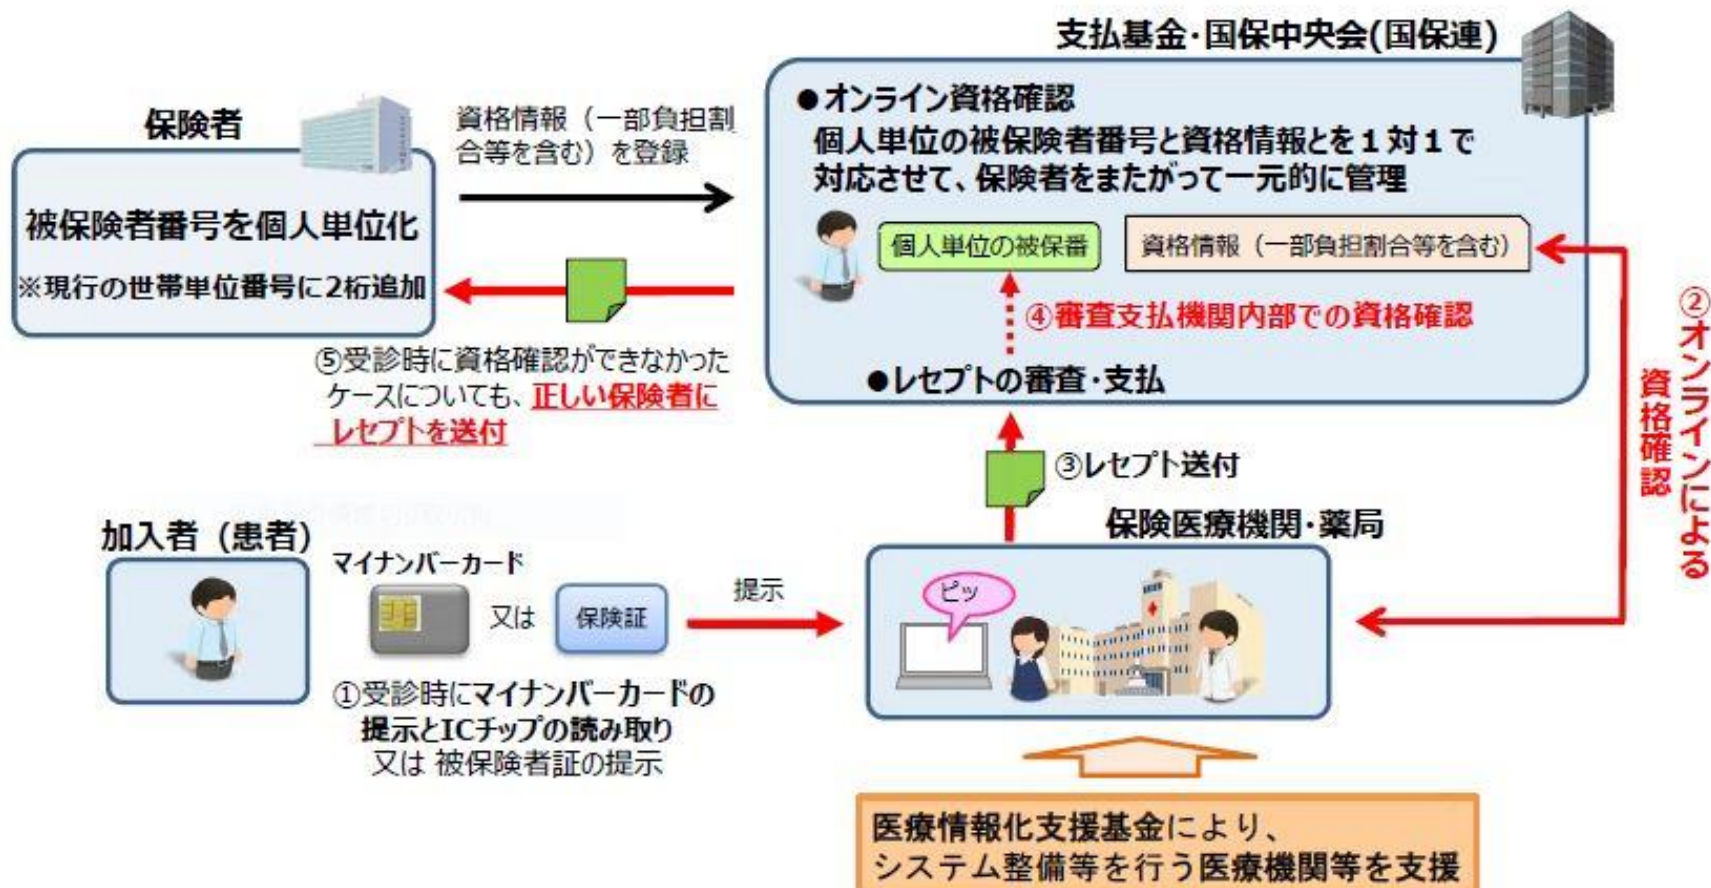 支払基金・国保中央会(国保連)
保険者
被保険者番号を個人単位化
※現行の世帯単位番号に2桁追加
資格情報（一部負担割
合等を含む）を登録
●オンライン資格確認
個人単位の被保険者番号と資格情報とを１対１で
対応させて、保険者をまたがって一元的に管理
個人単位の被保番
資格情報（一部負担割合等を含む）
④審査支払機関内部での資格確認
●レセプトの審査・支払
②オンラインによる
資格確認
⑤受診時に資格確認ができなかった
ケースについても、正しい保険者に
レセプトを送付
③レセプト送付
加入者（患者）
マイナンバーカード
又は
保険証
提示
①受診時にマイナンバーカードの
提示とICチップの読み取り
又は 被保険者証の提示
保険医療機関・薬局
ピッ
医療情報化支援基金により、
システム整備等を行う医療機関等を支援